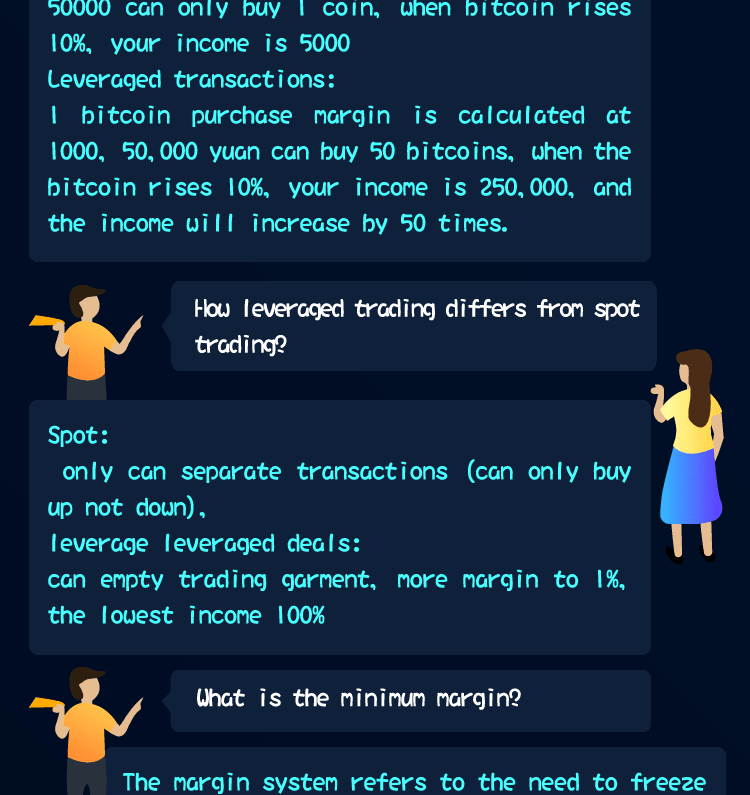 50000 can only buy 1 coin, when bitcoin rises
10%, your income is 5000
Leveraged transactions:
1 bitcoin purchase margin is calculated at
1000, 50,000 yuan can buy 50 bitcoins, when the
bitcoin rises 10%, your income is 250,000, and
the income will increase by 50 times.
How leveraged trading differs from spot
trading?
Spot:
only can separate transactions (can only buy
up not down),
leverage leveraged deals:
can empty trading garment, more margin to 1%,
the lowest income 100%
What is the minimum margin?
The margin system refers to the need to freeze